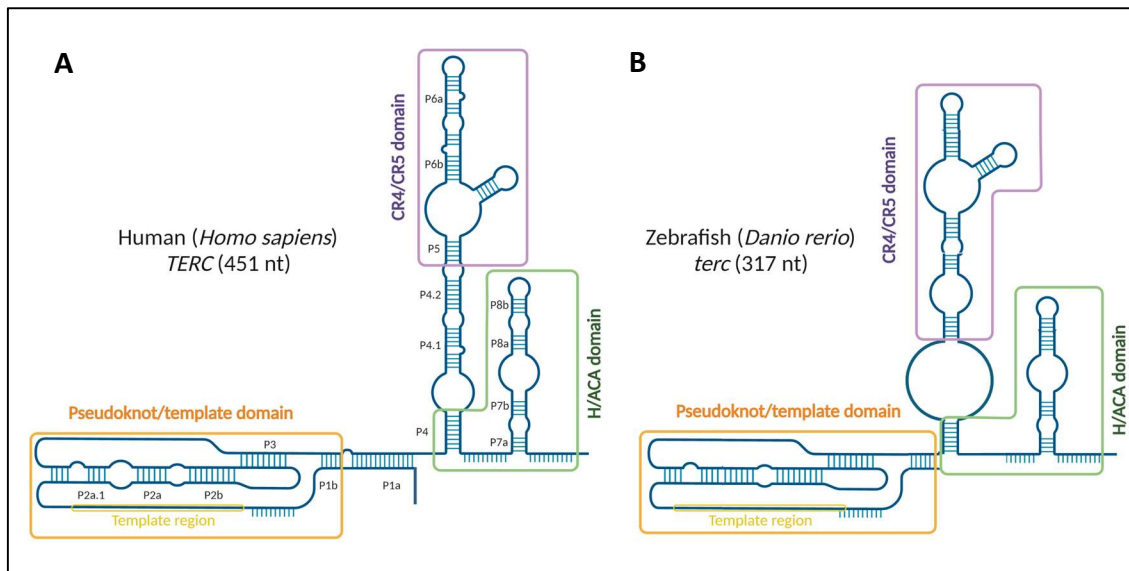 A
CR4/CR5 domain
P6a
P6b
P5
Human (Homo sapiens)
TERC (451 nt)
P4.2
P4.1
P4
P8b
P8a
P7b
P7a
H/ACA domain
Pseudoknot/template domain
P3
P2a.1
P2a
P2b
P1b
P1a
Template region
B
CR4/CR5 domain
Zebrafish (Danio rerio)
terc (317 nt)
H/ACA domain
Pseudoknot/template domain
Template region